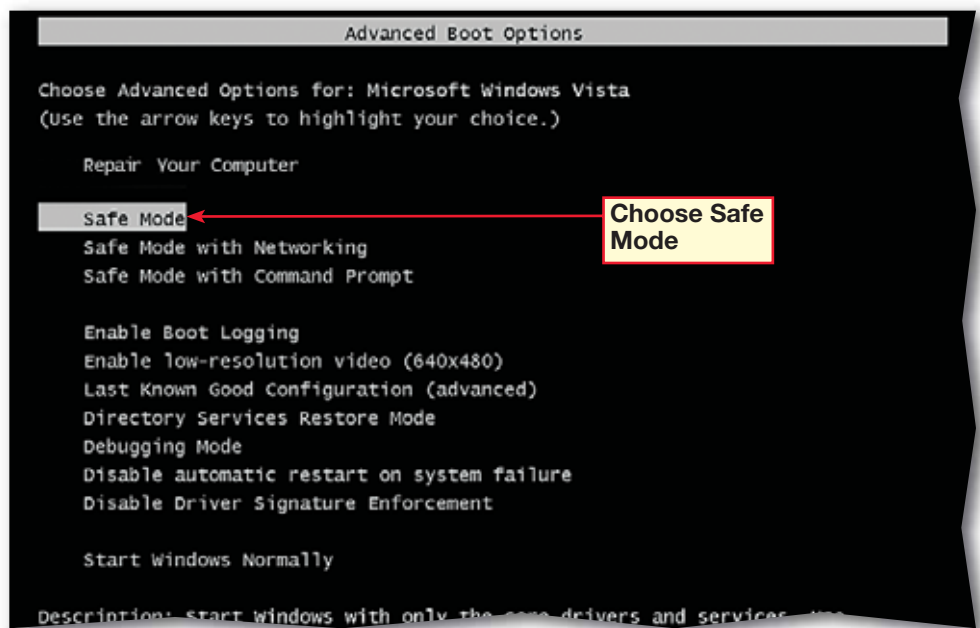 Advanced Boot Options
Choose Advanced Options for: Microsoft Windows Vista
(Use the arrow keys to highlight your choice.)
Repair Your Computer
Safe Mode
Choose Safe
Mode
Safe Mode with Networking
Safe Mode with Command Prompt
Enable Boot Logging
Enable low-resolution video (640x480)
Last Known Good Configuration (advanced)
Directory Services Restore Mode
Debugging Mode
Disable automatic restart on system failure
Disable Driver Signature Enforcement
Start Windows Normally
Description: Start Windows with only the core drivers and services.